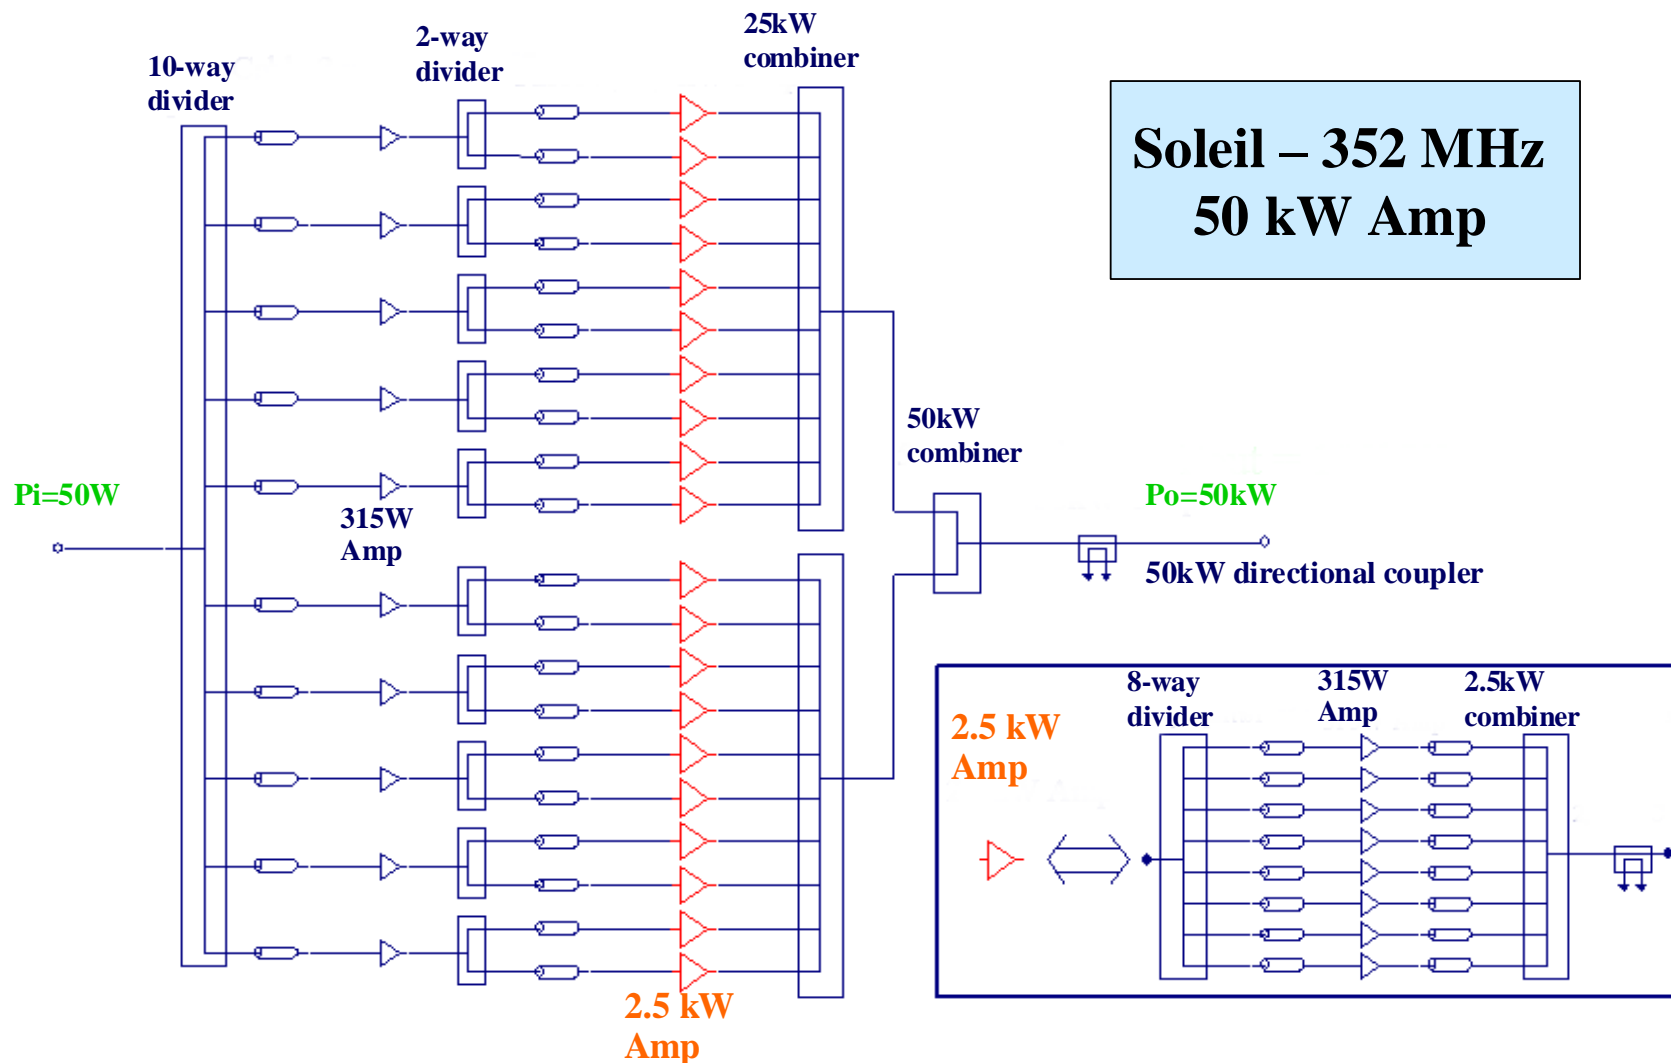 10-way
divider
2-way
divider
25kW
combiner
Soleil – 352 MHz
50 kW Amp
50kW
combiner
Pi=50W
315W
Amp
Po=50kW
50kW directional coupler
2.5 kW
Amp
8-way
divider
315W
Amp
2.5kW
combiner
2.5 kW
Amp